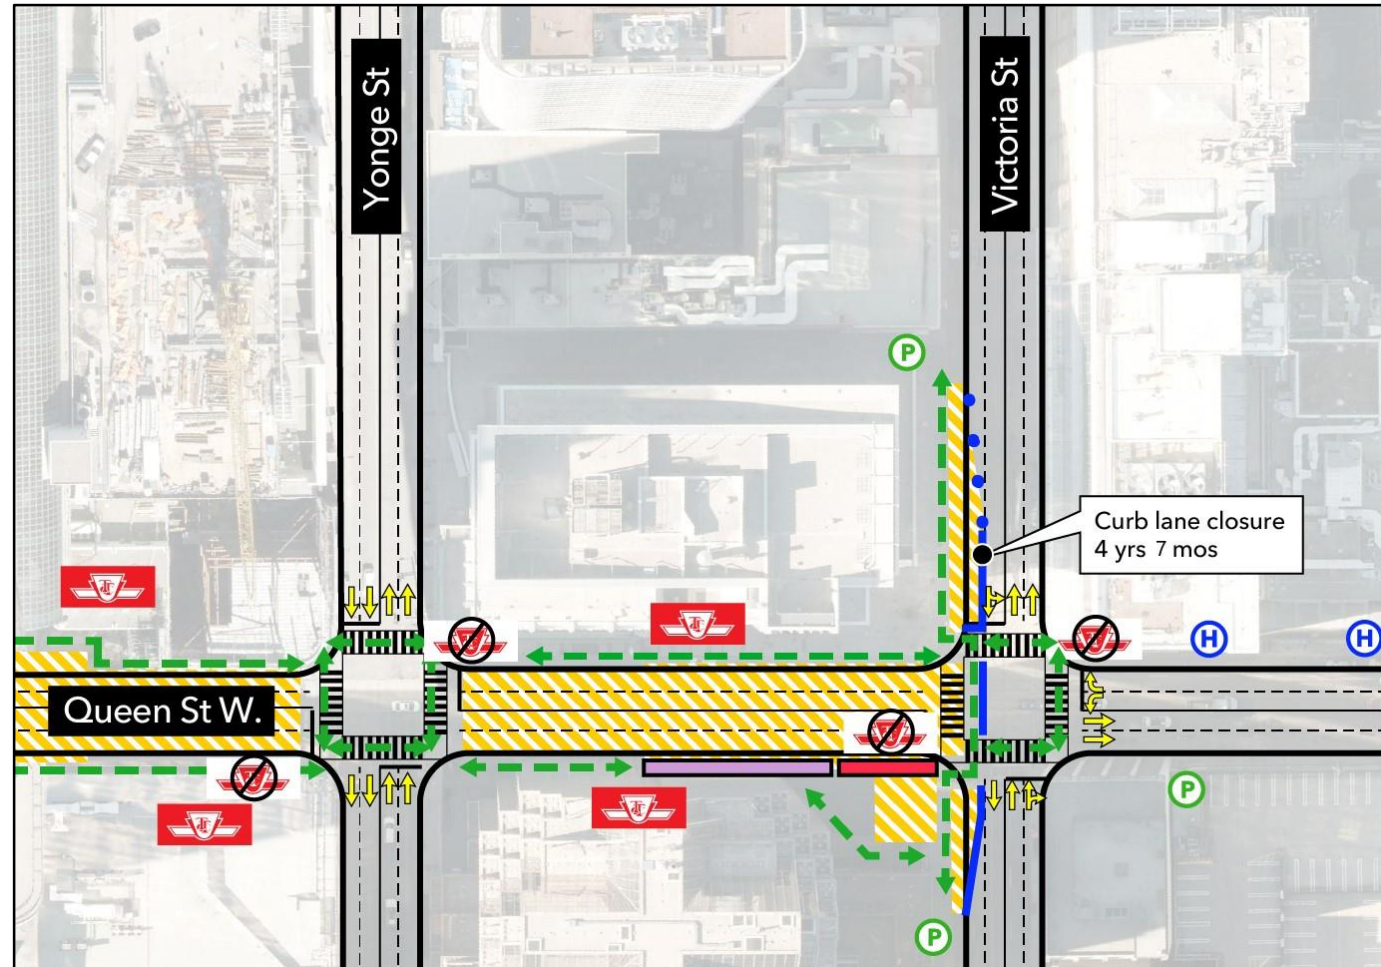 Yonge St
Victoria St
P
Curb lane closure
4 yrs 7 mos
H
H
Queen St W.
P
P